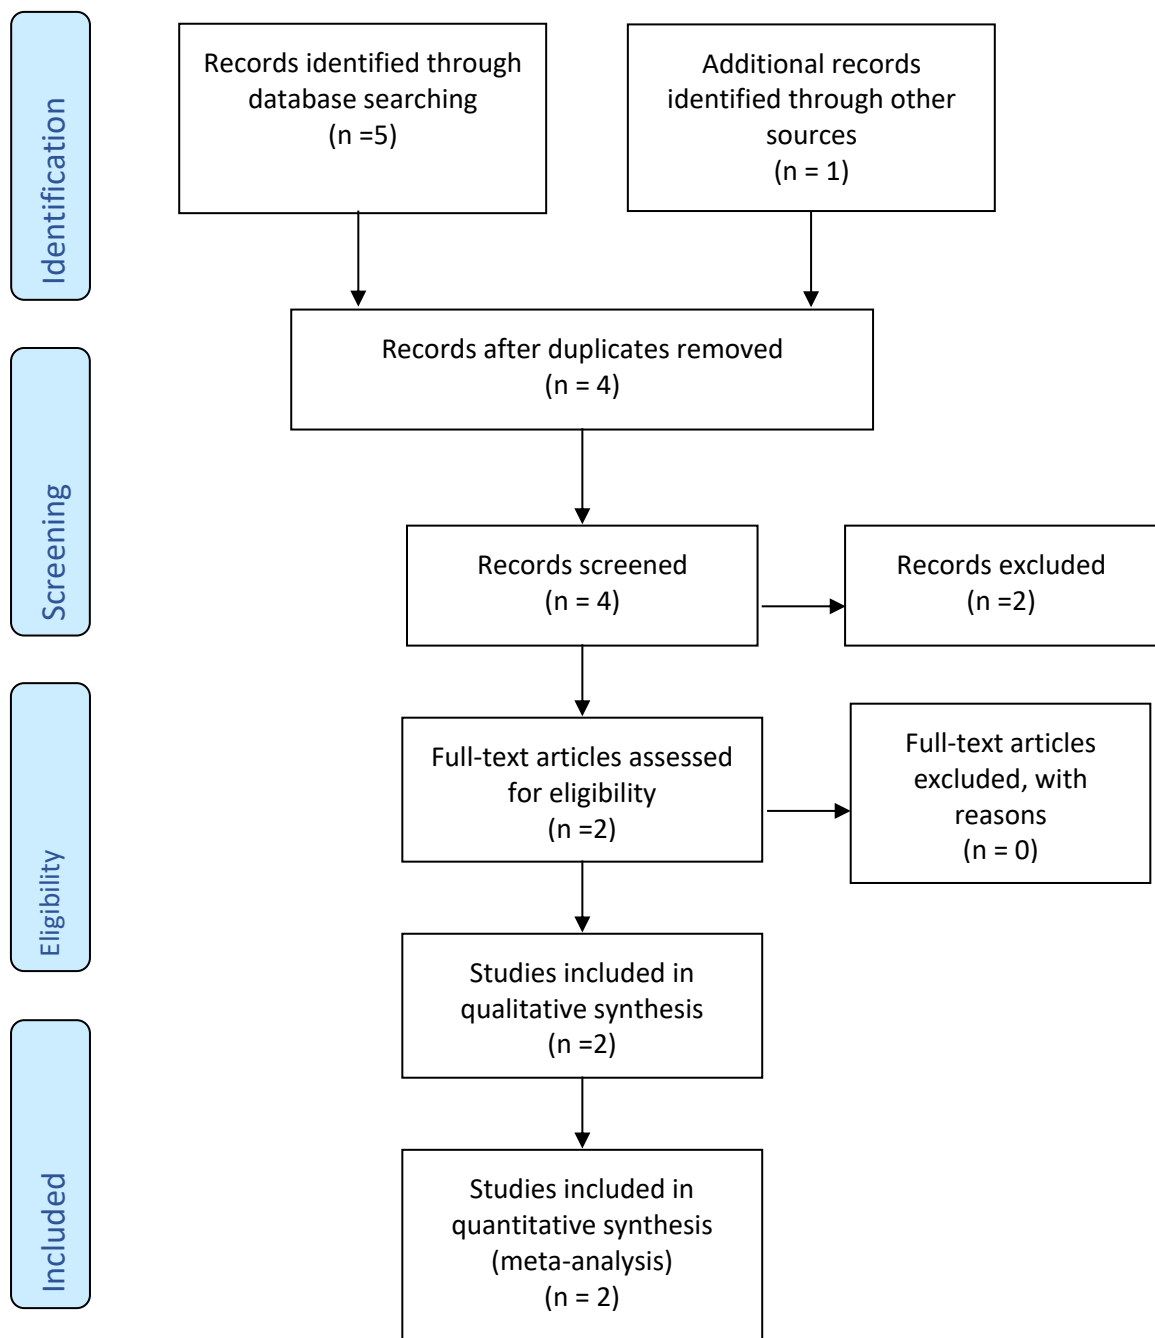 Identification
Records identified through
database searching
(n =5)
Additional records
identified through other
sources
(n = 1)
Records after duplicates removed
(n = 4)
Screening
Records screened
(n = 4)
Records excluded
(n =2)
Eligibility
Full-text articles assessed
for eligibility
(n =2)
Full-text articles
excluded, with
reasons
(n = 0)
Studies included in
qualitative synthesis
(n =2)
Included
Studies included in
quantitative synthesis
(meta-analysis)
(n = 2)